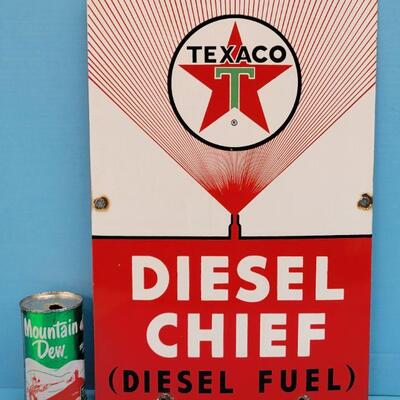 TEXACO
T
®
DIESEL
CHIEF
(DIESEL FUEL)
Mountain
Dew